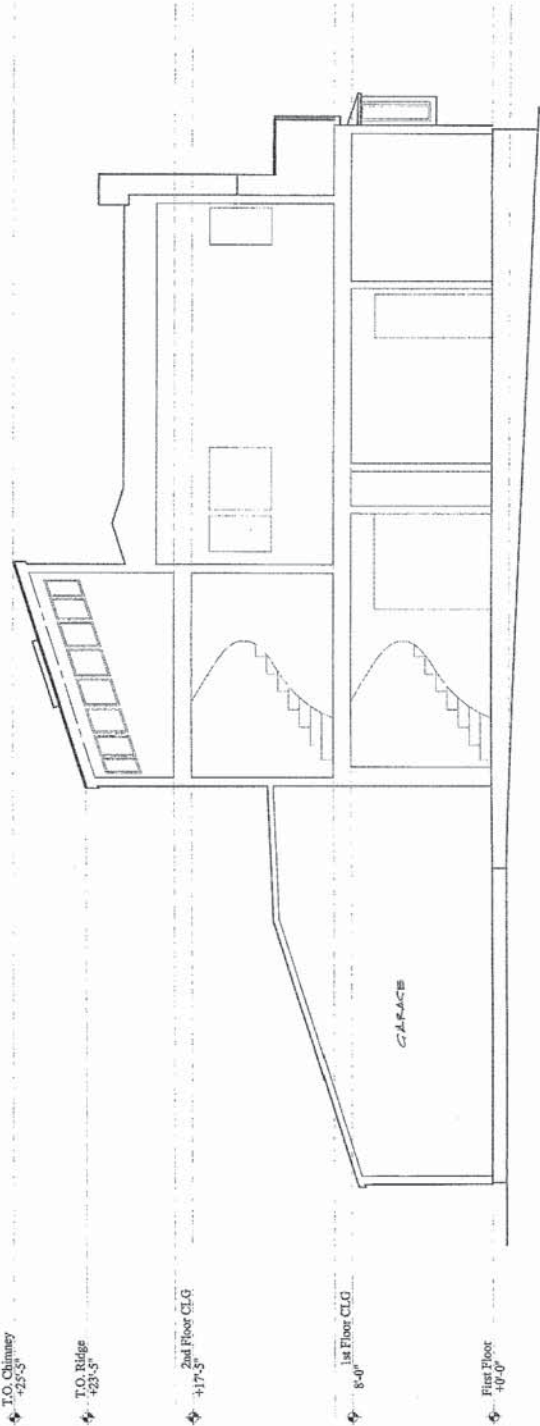 T.O. Chimney
+25'-5"
T.O. Ridge
+23'-5"
2nd Floor CLG
+17'-5"
1st Floor CLG
8'-0"
First Floor
+0'-0"
GARAGE